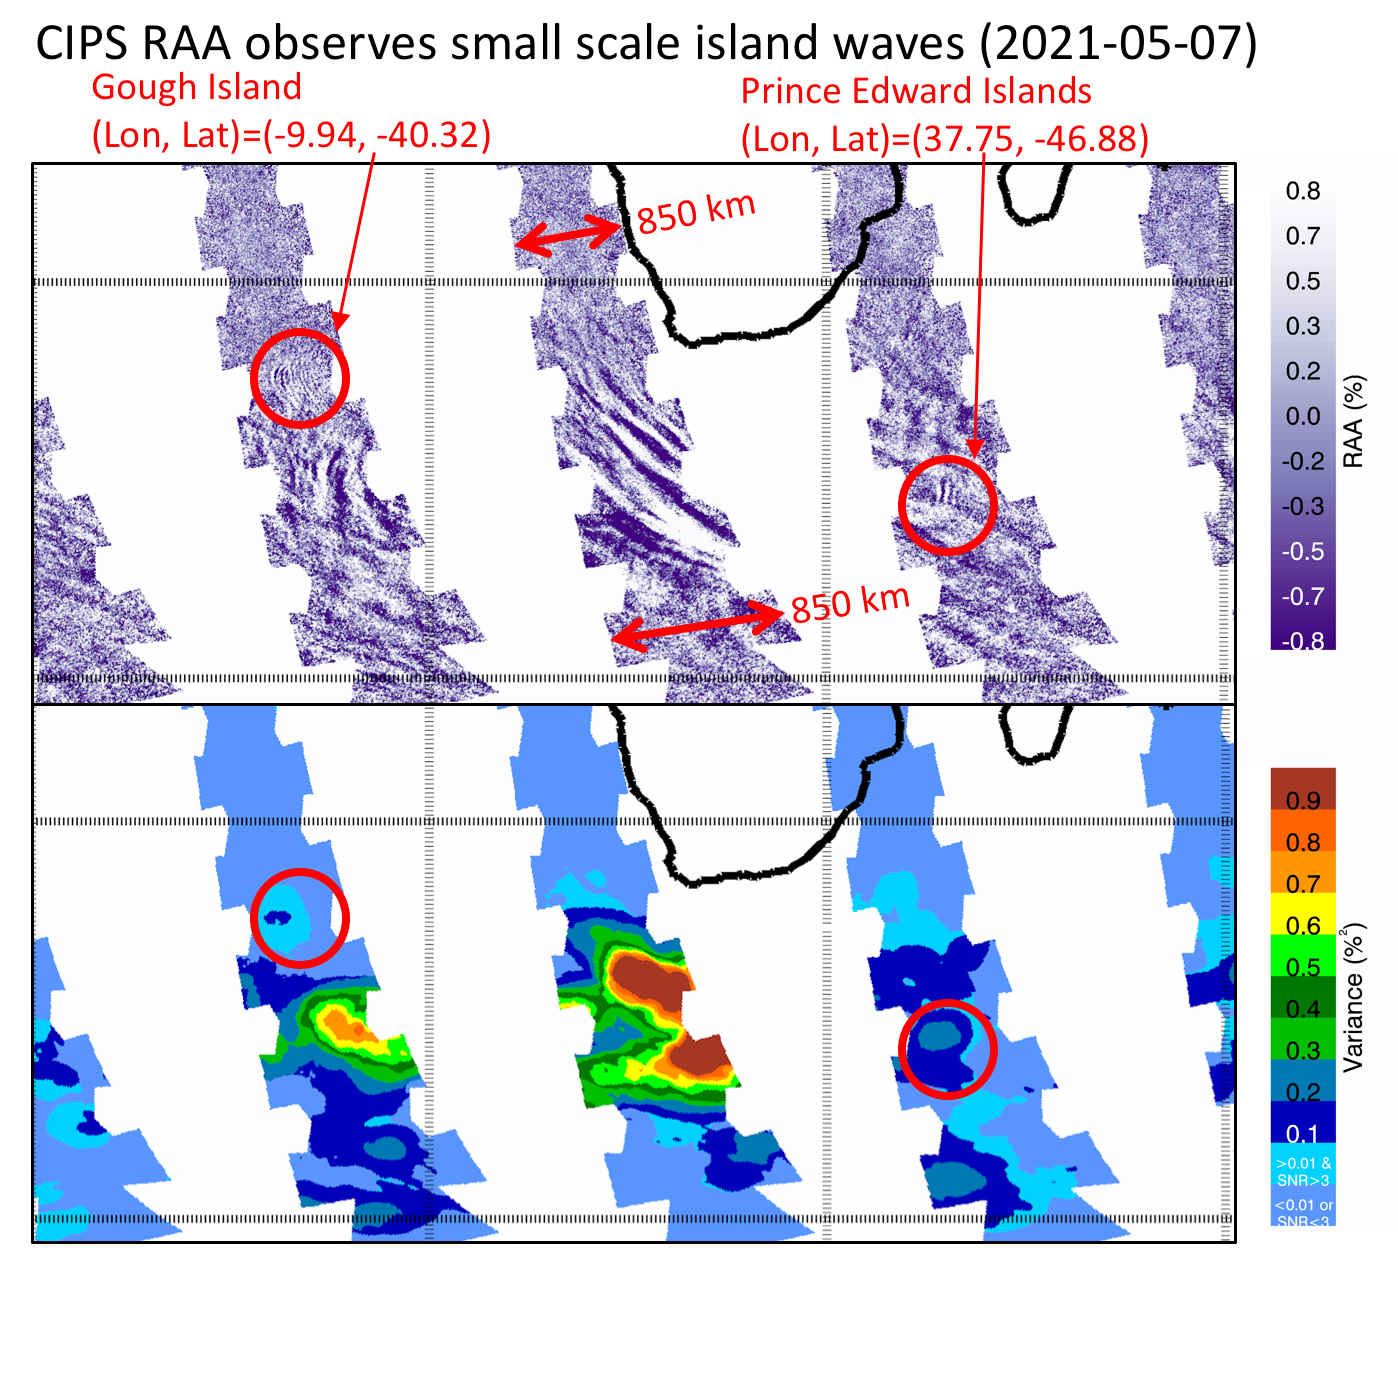 CIPS RAA observes small scale island waves (2021-05-07)
Gough Island
(Lon, Lat)=(-9.94, -40.32)
Prince Edward Islands
(Lon, Lat)=(37.75, -46.88)
850 km
850 km
0.8
0.7
0.5
0.3
0.2
0.0
-0.2
-0.3
-0.5
-0.7
-0.8
RAA (%)
0.9
0.8
0.7
0.6
0.5
0.4
0.3
0.2
0.1
>0.01 &
SNR>3
<0.01 or
SNR<3
Variance (%²)